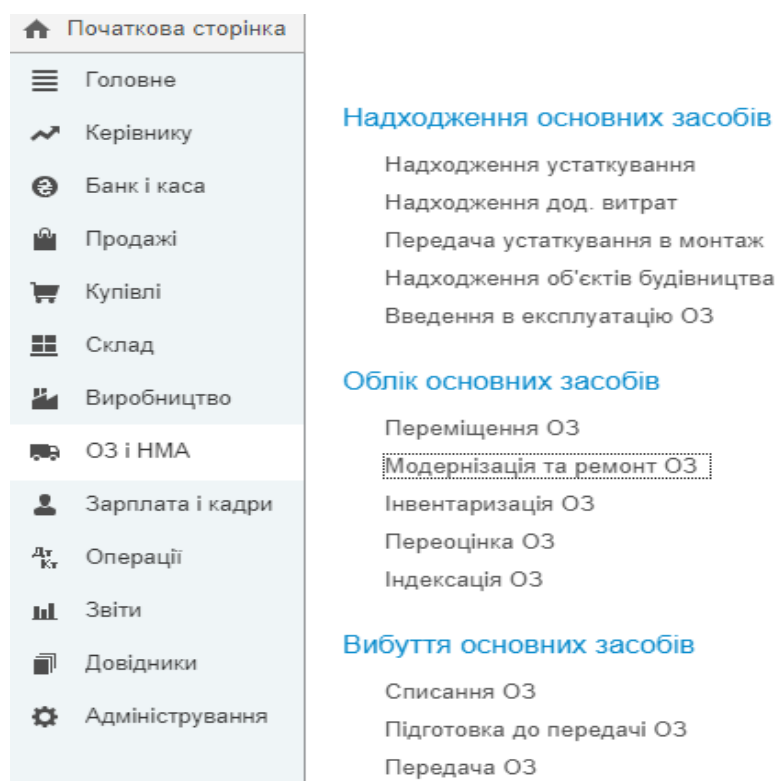 Початкова сторінка
Головне
Керівнику
Банк і каса
Продажі
Купівлі
Склад
Виробництво
ОЗ і НМА
Зарплата і кадри
Дт Кт
Операції
Звіти
Довідники
Адміністрування
Надходження основних засобів
Надходження устаткування
Надходження дод. витрат
Передача устаткування в монтаж
Надходження об'єктів будівництва
Введення в експлуатацію ОЗ
Облік основних засобів
Переміщення ОЗ
Модернізація та ремонт ОЗ
Інвентаризація ОЗ
Переоцінка ОЗ
Індексація ОЗ
Вибуття основних засобів
Списання ОЗ
Підготовка до передачі ОЗ
Передача ОЗ